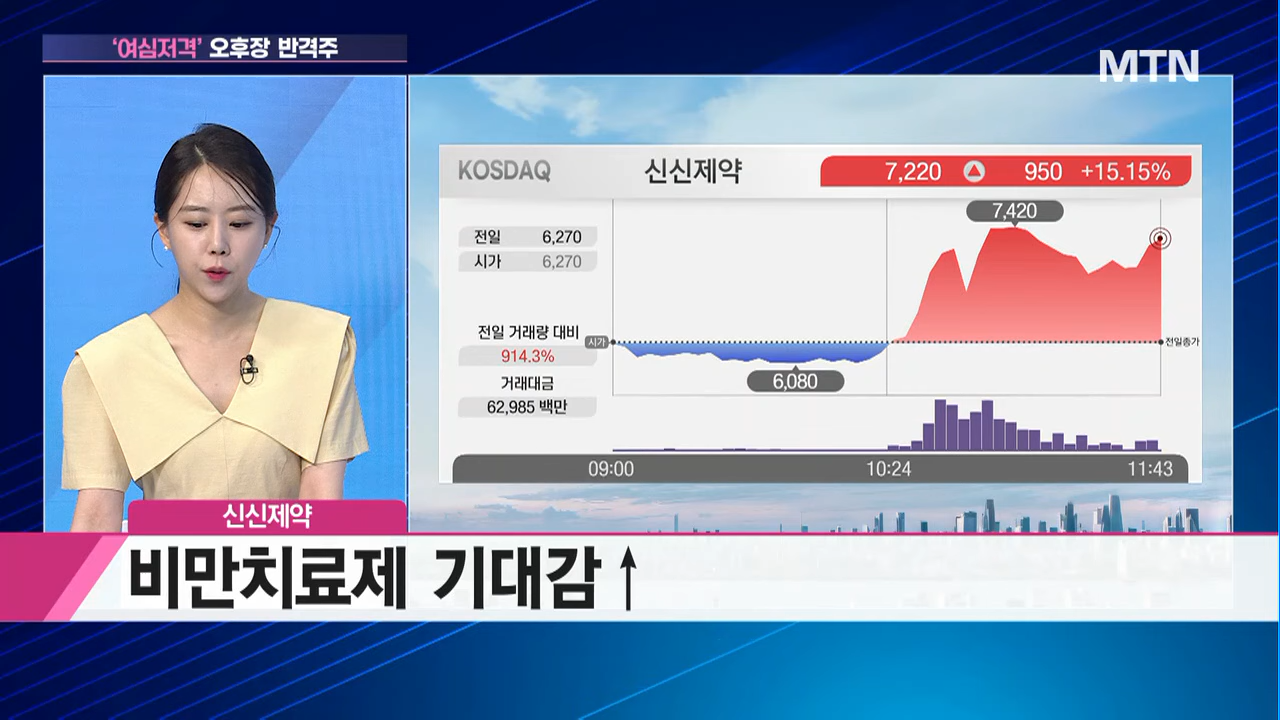 ‘여심저격’ 오후장 반격주
MTN
KOSDAQ 신신제약 7,220 ▲ 950 +15.15%
7,420
전일 6,270
시가 6,270
전일 거래량 대비
914.3%
거래대금
62,985 백만
시가
전일종가
6,080
09:00 10:24 11:43
신신제약
비만치료제 기대감↑